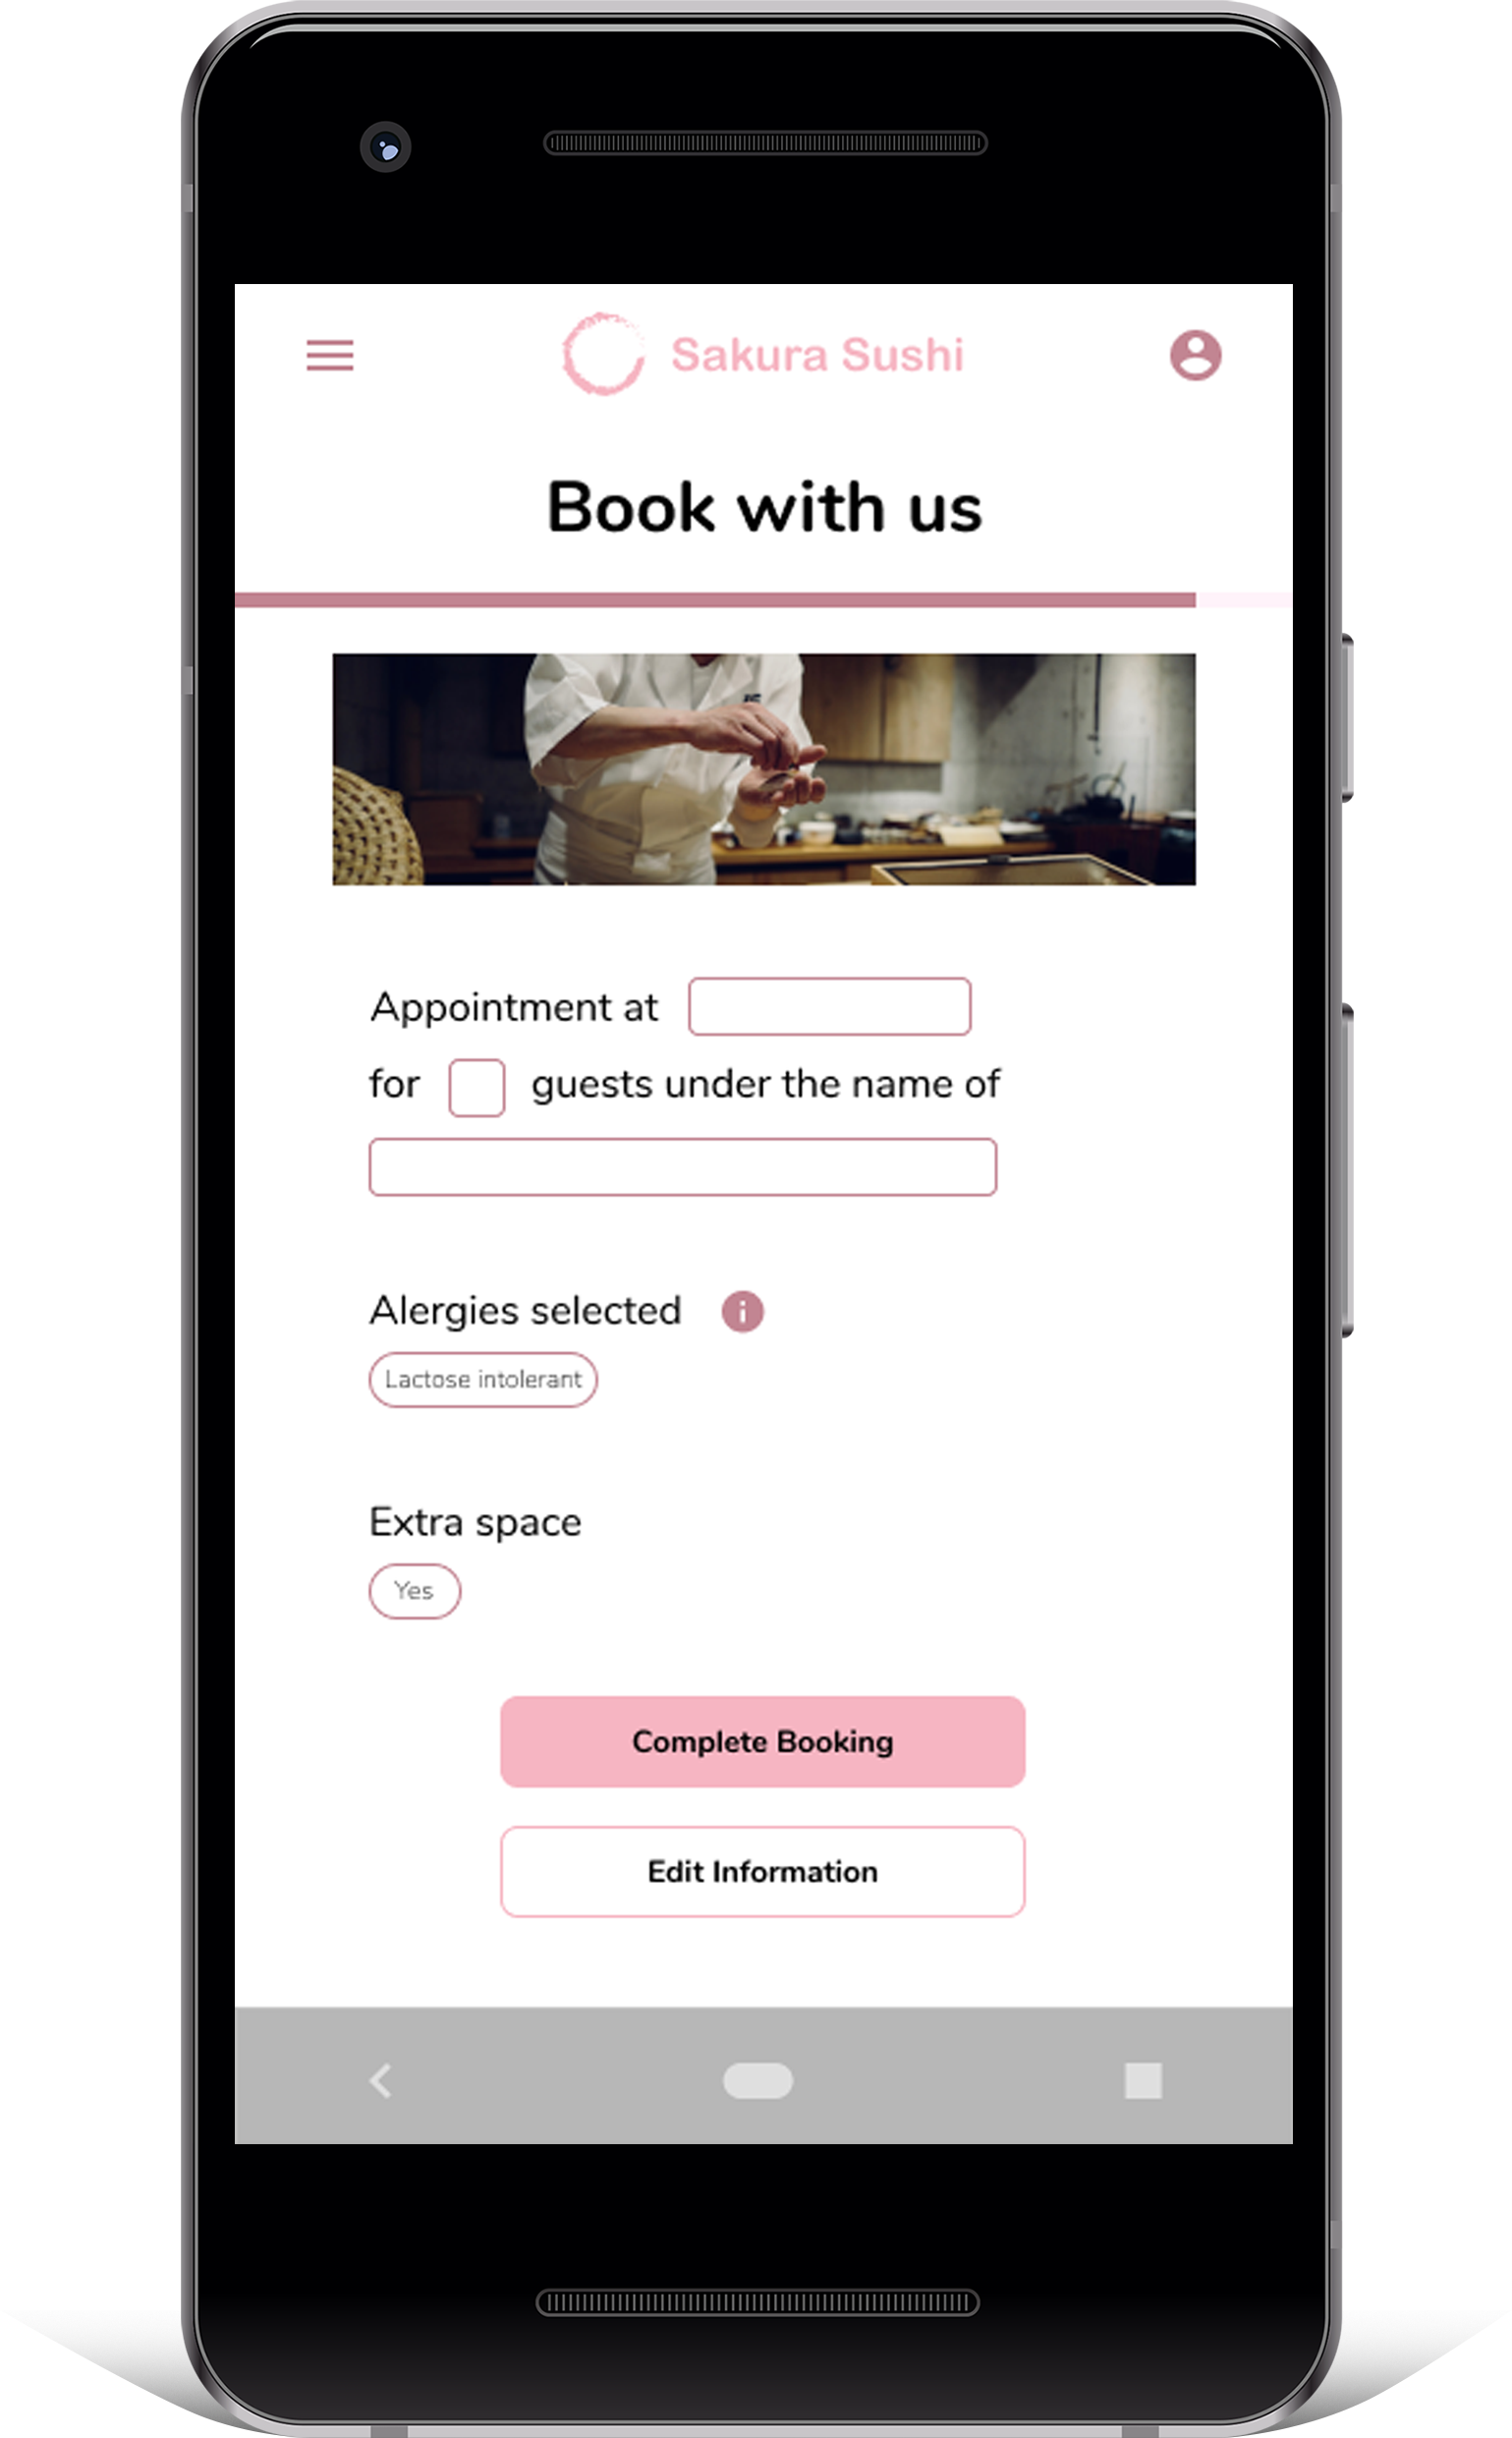 Sakura Sushi
Book with us
Appointment at
for guests under the name of
Alergies selected
Lactose intolerant
Extra space
Yes
Complete Booking
Edit Information